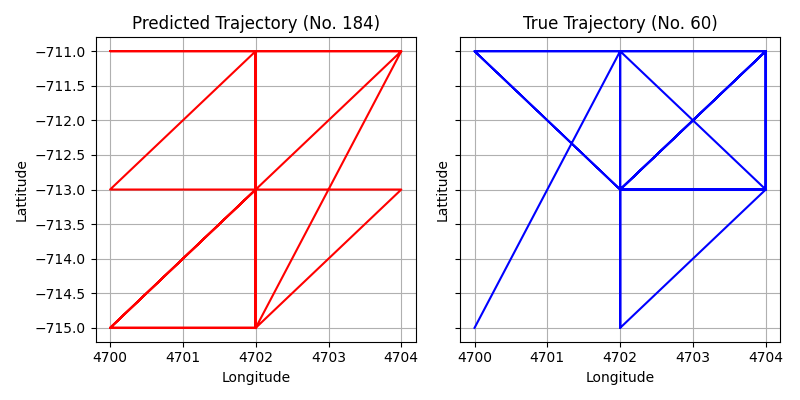 Predicted Trajectory (No. 184)
True Trajectory (No. 60)
Lattitude
−711.0
−711.5
−712.0
−712.5
−713.0
−713.5
−714.0
−714.5
−715.0
4700 4701 4702 4703 4704
Longitude
Lattitude
4700 4701 4702 4703 4704
Longitude